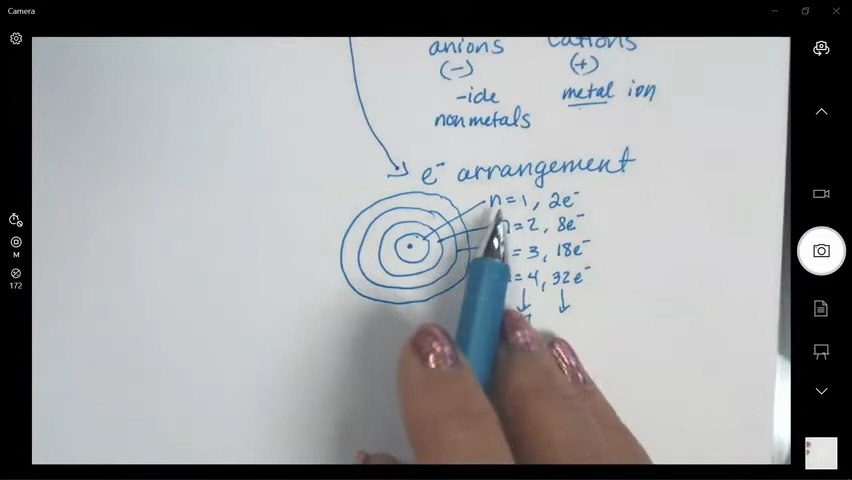 Camera
anions
cations
(-)
(+)
-ide
metal ion
nonmetals
e⁻ arrangement
n=1, 2e⁻
=2, 8e⁻
=3, 18e⁻
=4, 32e⁻
M
172